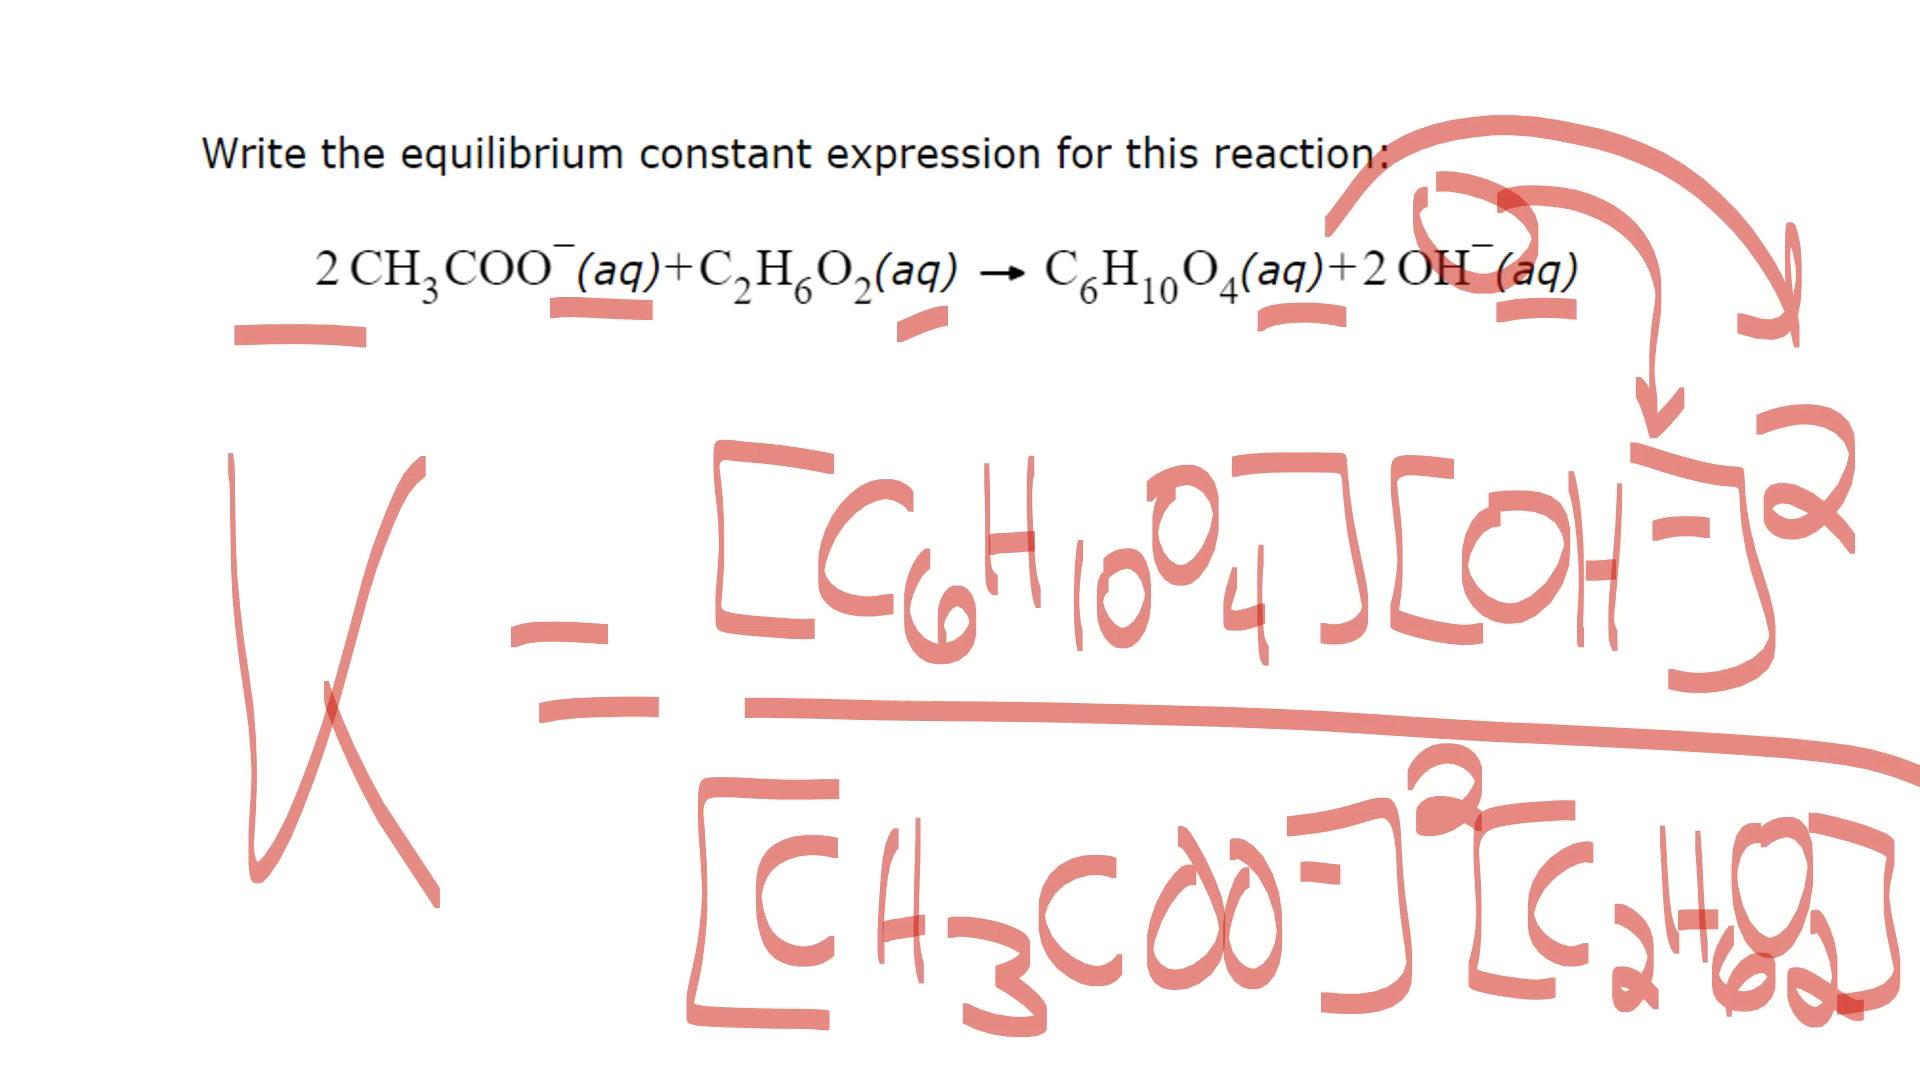 Write the equilibrium constant expression for this reaction:
2 CH₃COO⁻(aq)+C₂H₆O₂(aq) → C₆H₁₀O₄(aq)+2 OH⁻(aq)
K = [C₆H₁₀O₄][OH⁻]²
[CH₃COO⁻]²[C₂H₆O₂]